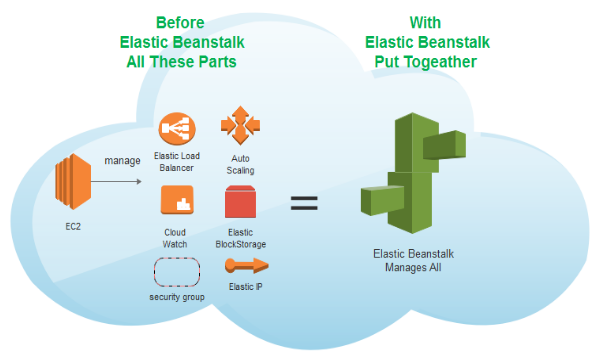 Before
Elastic Beanstalk
All These Parts
With
Elastic Beanstalk
Put Togeather
manage
EC2
Elastic Load
Balancer
Auto
Scaling
Cloud
Watch
Elastic
BlockStorage
security group
Elastic IP
=
Elastic Beanstalk
Manages All